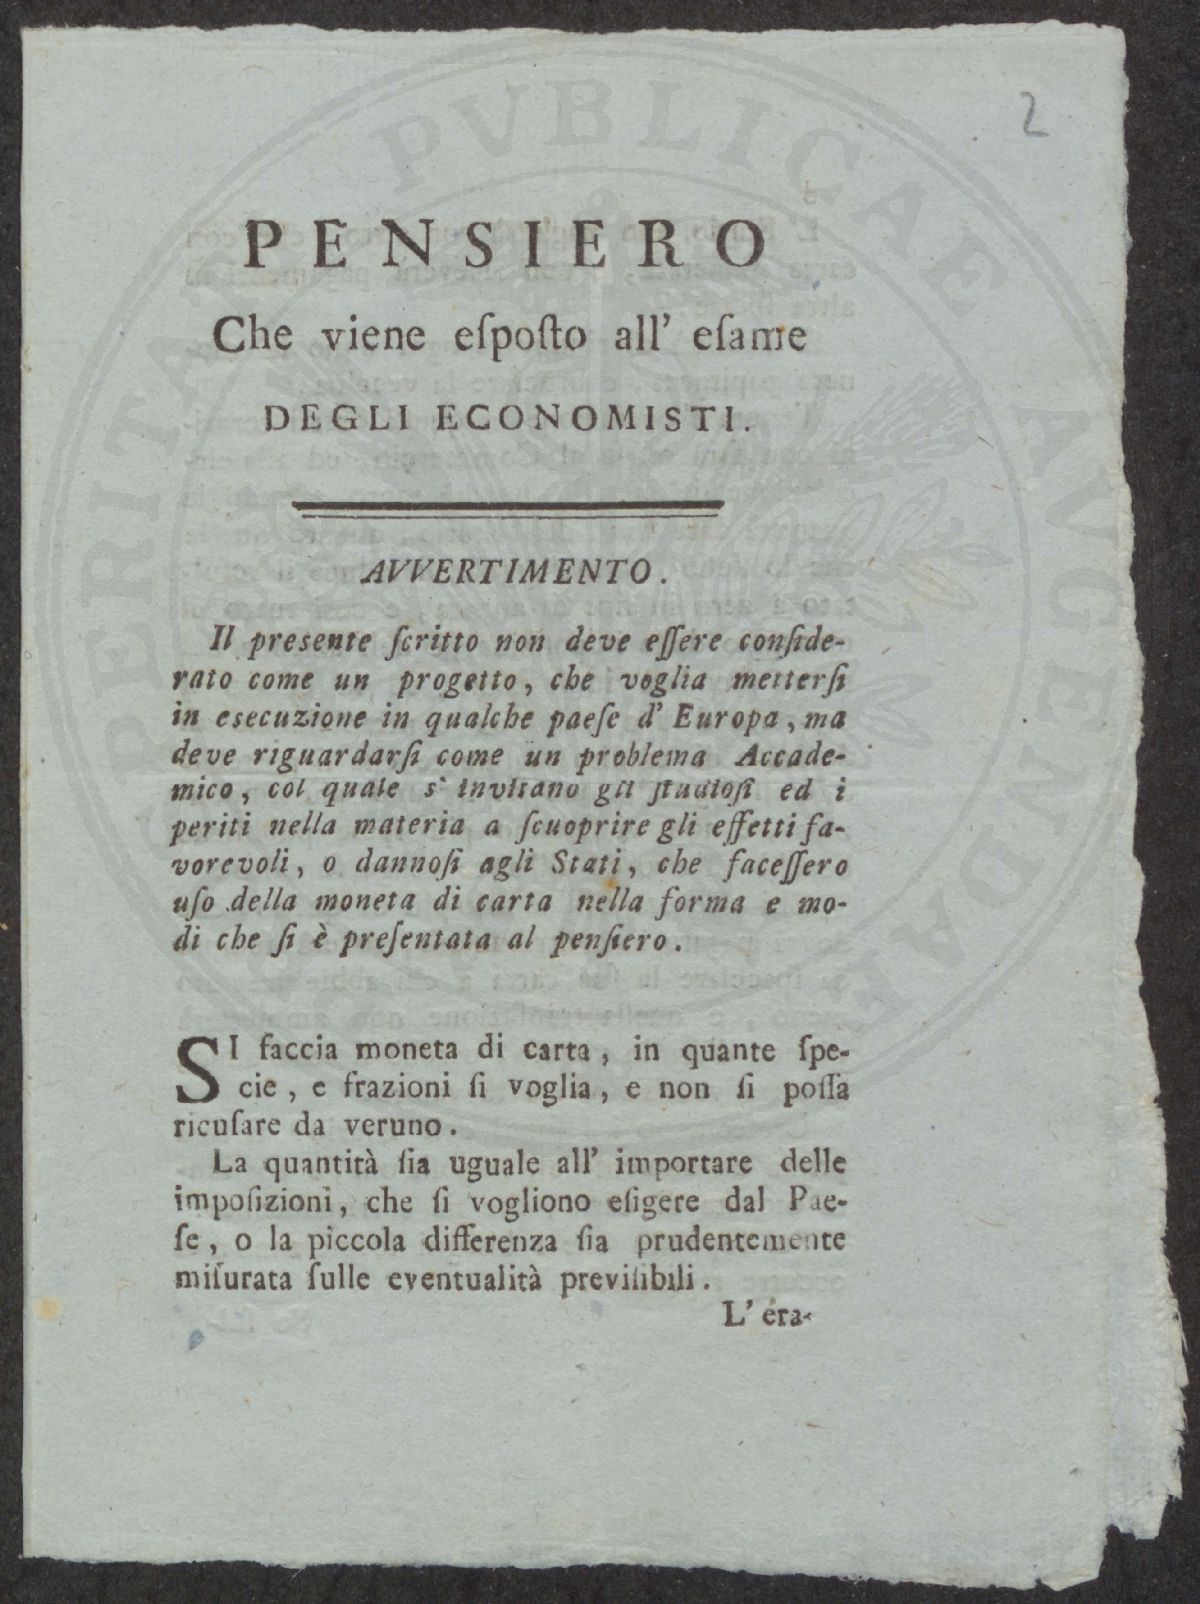 2
PENSIERO
Che viene eſpoſto all' eſame
DEGLI ECONOMISTI.
AVVERTIMENTO.
Il presente ſcritto non deve eſſere conſide-
rato come un progetto, che voglia metterſi
in esecuzione in qualche paeſe d' Europa, ma
deve riguardarſi come un problema Accade-
mico, col quale s' invitano gli ſtudioſi ed i
periti nella materia a ſcuoprire gli effetti fa-
vorevoli, o dannoſi agli Stati, che faceſſero
uſo della moneta di carta nella forma e mo-
di che ſi è preſentata al penſiero.
SI faccia moneta di carta, in quante ſpe-
cie, e frazioni ſi voglia, e non ſi poſſa
ricuſare da veruno.
La quantità ſia uguale all' importare delle
impoſizioni, che ſi vogliono eſigere dal Pae-
ſe, o la piccola differenza ſia prudentemente
miſurata ſulle eventualità previſibili.
L' éra-
PROSPERITATI PVBLICAE AVGENDAE